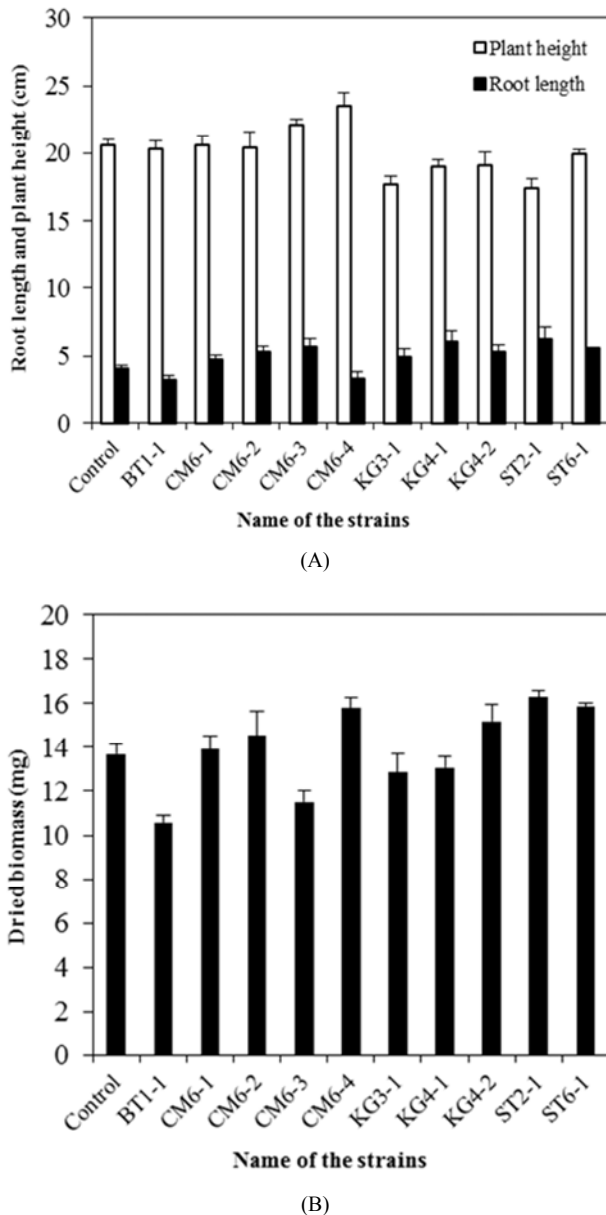 30
25
20
15
10
5
0
Root length and plant height (cm)
Plant height
Root length
Control
BT1-1
CM6-1
CM6-2
CM6-3
CM6-4
KG3-1
KG4-1
KG4-2
ST2-1
ST6-1
Name of the strains
(A)
20
18
16
14
12
10
8
6
4
2
0
Dried biomass (mg)
Control
BT1-1
CM6-1
CM6-2
CM6-3
CM6-4
KG3-1
KG4-1
KG4-2
ST2-1
ST6-1
Name of the strains
(B)